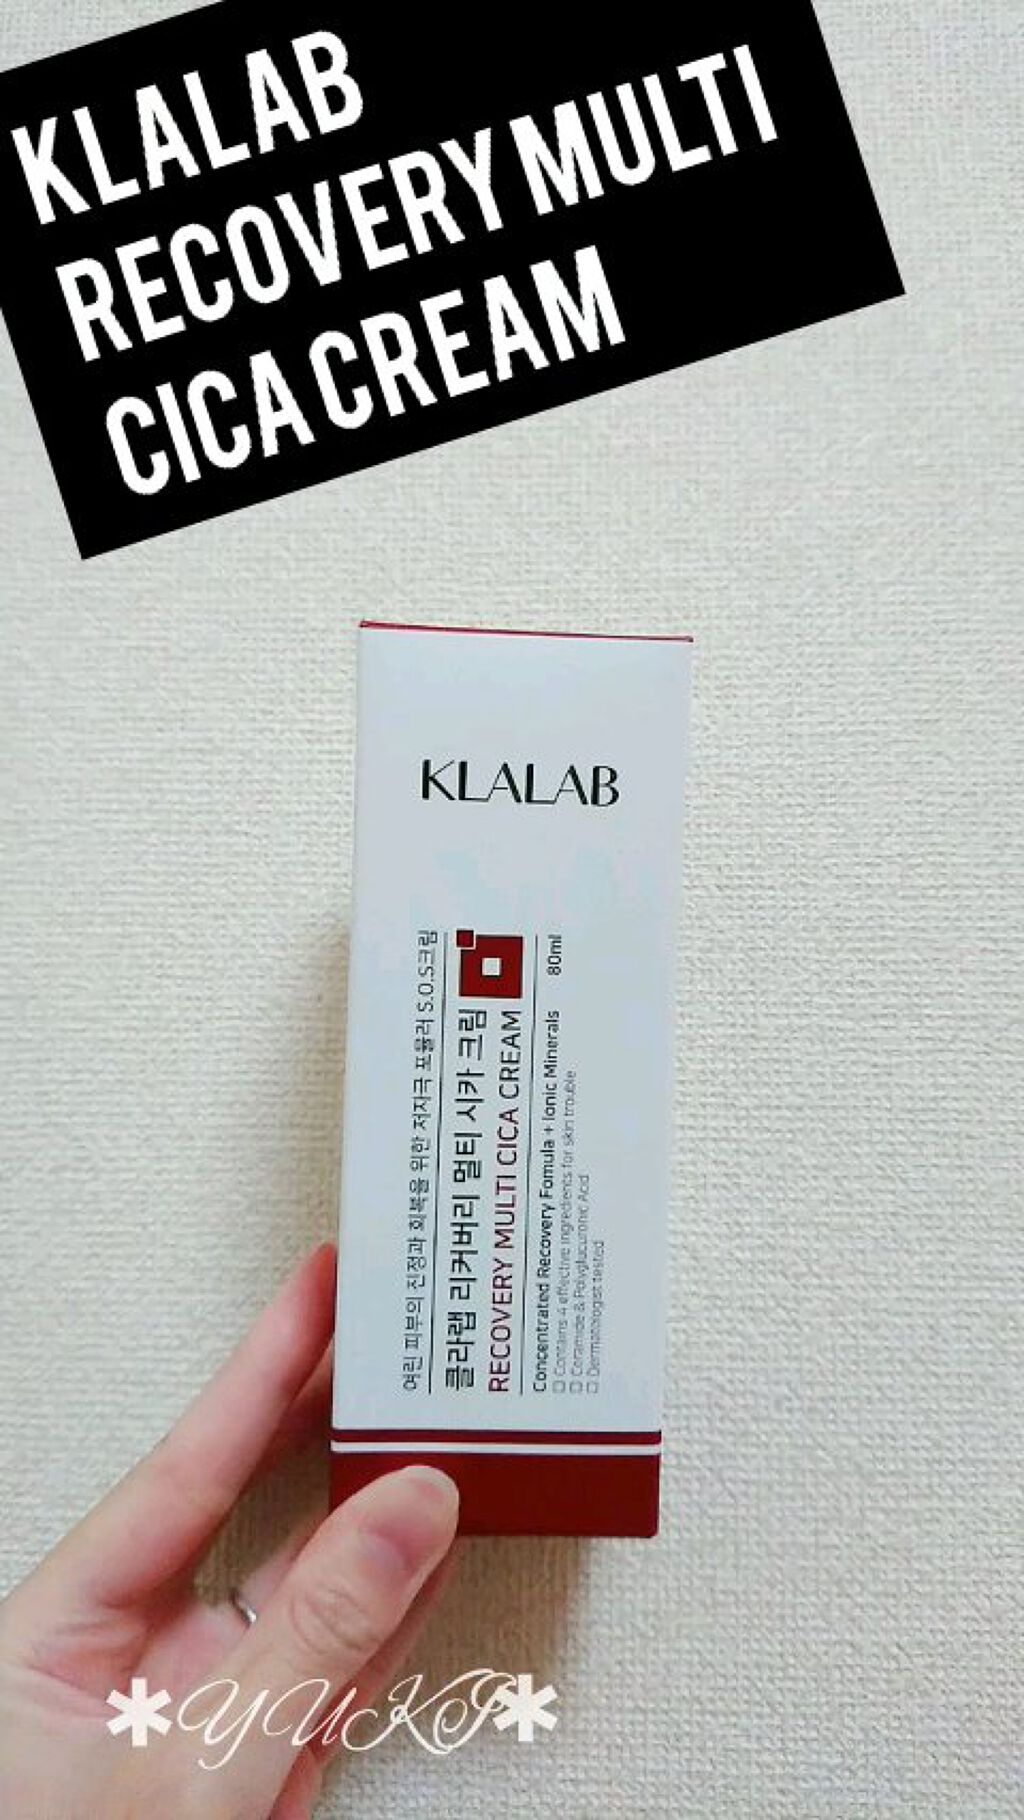 KLALAB
RECOVERY MULTI
CICA CREAM
KLALAB
여린 피부의 진정과 회복을 위한 저자극 포뮬러 S.O.S크림
클라랩 리커버리 멀티 시카 크림
RECOVERY MULTI CICA CREAM
Concentrated Recovery Fomula + Ionic Minerals 80ml
□ Contains 4 effective ingredients for skin trouble
□ Ceramide & Polyglucuronic Acid
□ Dermatologist tested
*YUKI*